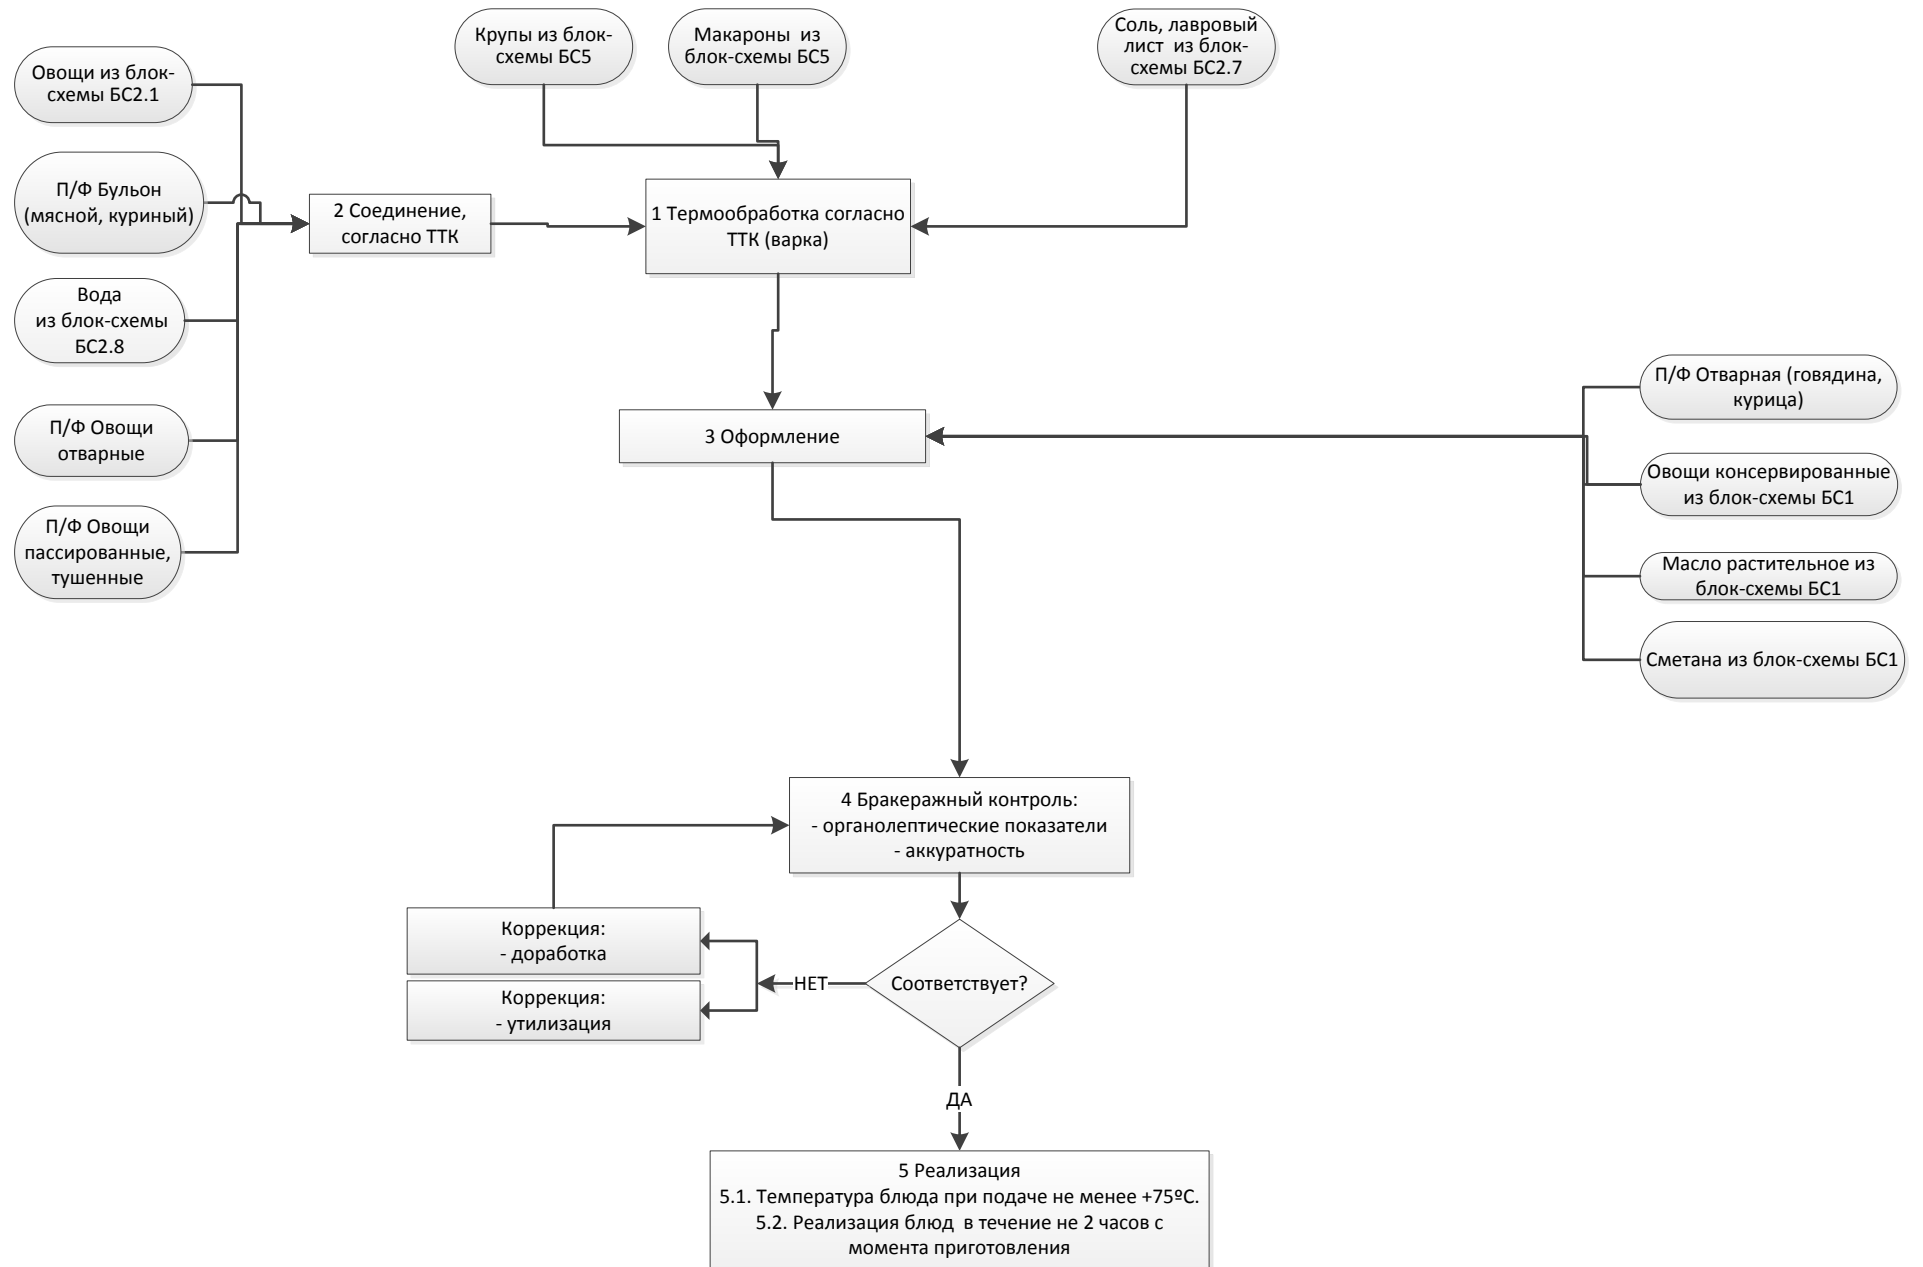 Крупы из блок-
схемы БС5
Макароны  из
блок-схемы БС5
Соль, лавровый
лист  из блок-
схемы БС2.7
Овощи из блок-
схемы БС2.1
П/Ф Бульон
(мясной, куриный)
2 Соединение,
согласно ТТК
1 Термообработка согласно
ТТК (варка)
Вода
из блок-схемы
БС2.8
П/Ф Овощи
отварные
П/Ф Овощи
пассированные,
тушенные
3 Оформление
П/Ф Отварная (говядина,
курица)
Овощи консервированные
из блок-схемы БС1
Масло растительное из
блок-схемы БС1
Сметана из блок-схемы БС1
4 Бракеражный контроль:
- органолептические показатели
- аккуратность
Коррекция:
- доработка
Коррекция:
- утилизация
НЕТ
Соответствует?
ДА
5 Реализация
5.1. Температура блюда при подаче не менее +75ºС.
5.2. Реализация блюд  в течение не 2 часов с
момента приготовления